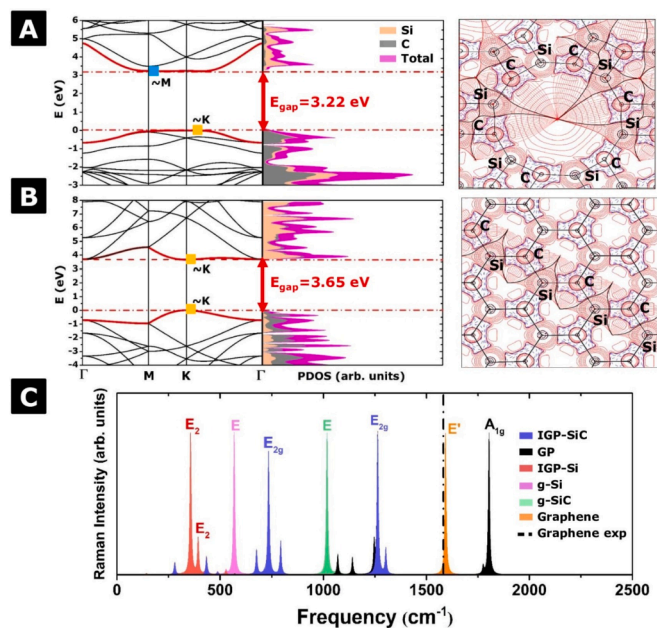 A
6
5
4
3
2
1
0
-1
-2
-3
E (eV)
~M
~K
Si
C
Total
Egap=3.22 eV
Si
C
Si
C
Si
C
Si
C
Si
C
B
8
7
6
5
4
3
2
1
0
-1
-2
-3
-4
E (eV)
~K
~K
Egap=3.65 eV
Γ M K Γ
PDOS (arb. units)
C
Si
C
Si
C
Si
C
Si
C
Raman Intensity (arb. units)
E2
E2
E
E2g
E
E2g
E'
A1g
IGP-SiC
GP
IGP-Si
g-Si
g-SiC
Graphene
Graphene exp
0 500 1000 1500 2000 2500
Frequency (cm-1)